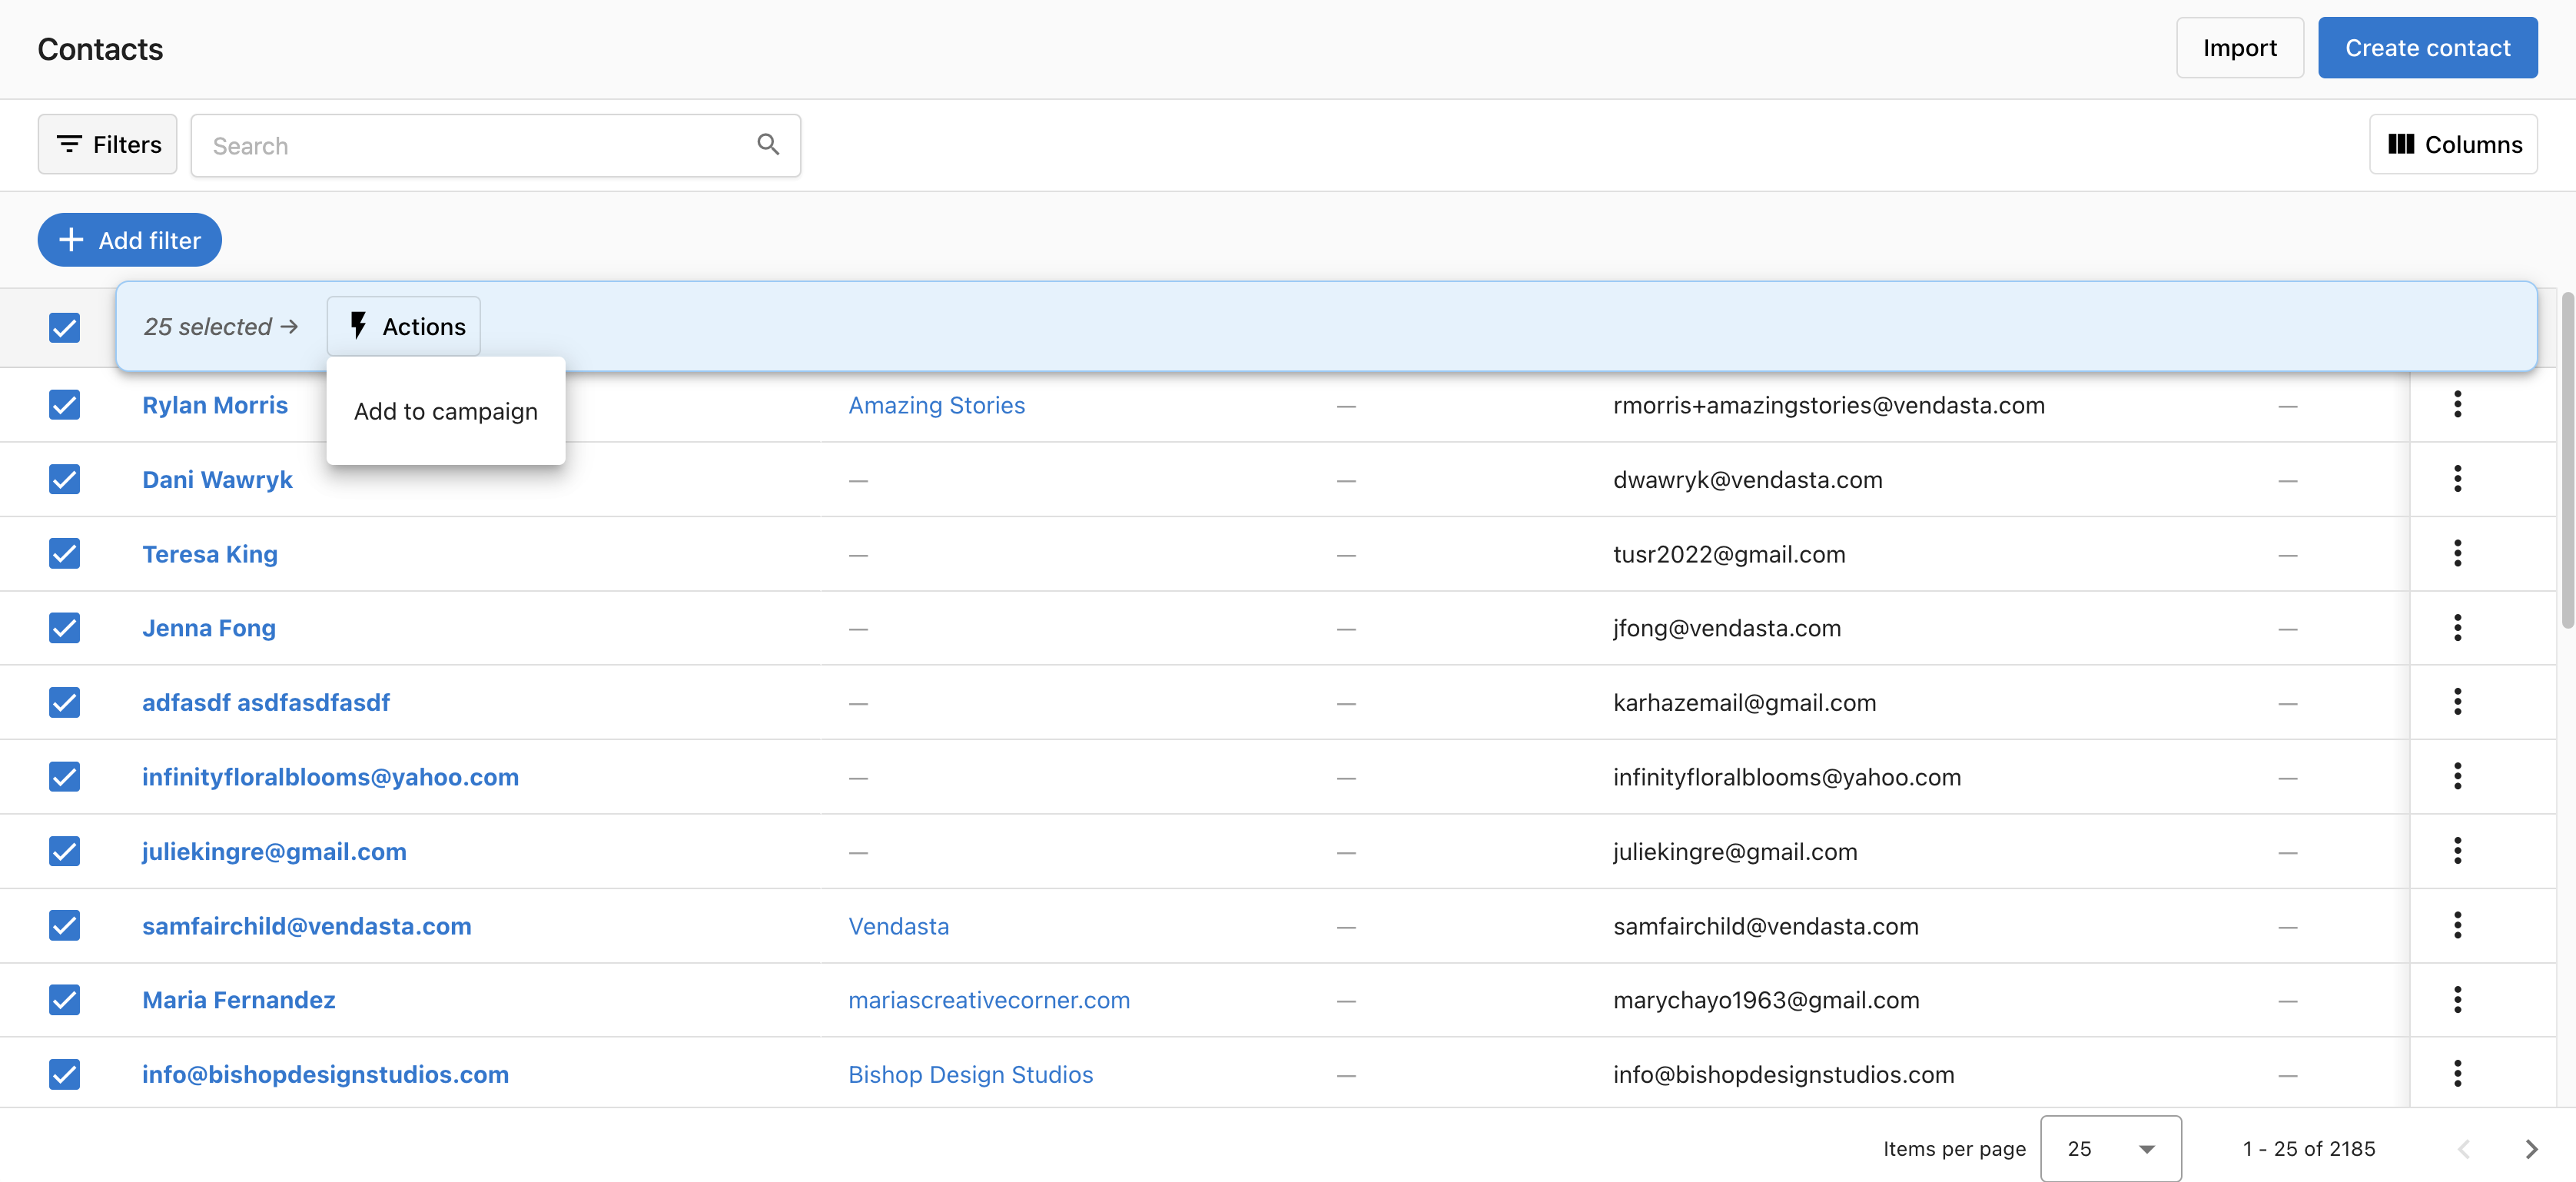 Contacts
Import
Create contact
Filters
Search
Columns
Add filter
25 selected →
Actions
Add to campaign
Rylan Morris Amazing Stories — rmorris+amazingstories@vendasta.com —
Dani Wawryk — — dwawryk@vendasta.com —
Teresa King — — tusr2022@gmail.com —
Jenna Fong — — jfong@vendasta.com —
adfasdf asdfasdfasdf — — karhazemail@gmail.com —
infinityfloralblooms@yahoo.com — — infinityfloralblooms@yahoo.com —
juliekingre@gmail.com — — juliekingre@gmail.com —
samfairchild@vendasta.com Vendasta — samfairchild@vendasta.com —
Maria Fernandez mariascreativecorner.com — marychayo1963@gmail.com —
info@bishopdesignstudios.com Bishop Design Studios — info@bishopdesignstudios.com —
Items per page 25 1 - 25 of 2185